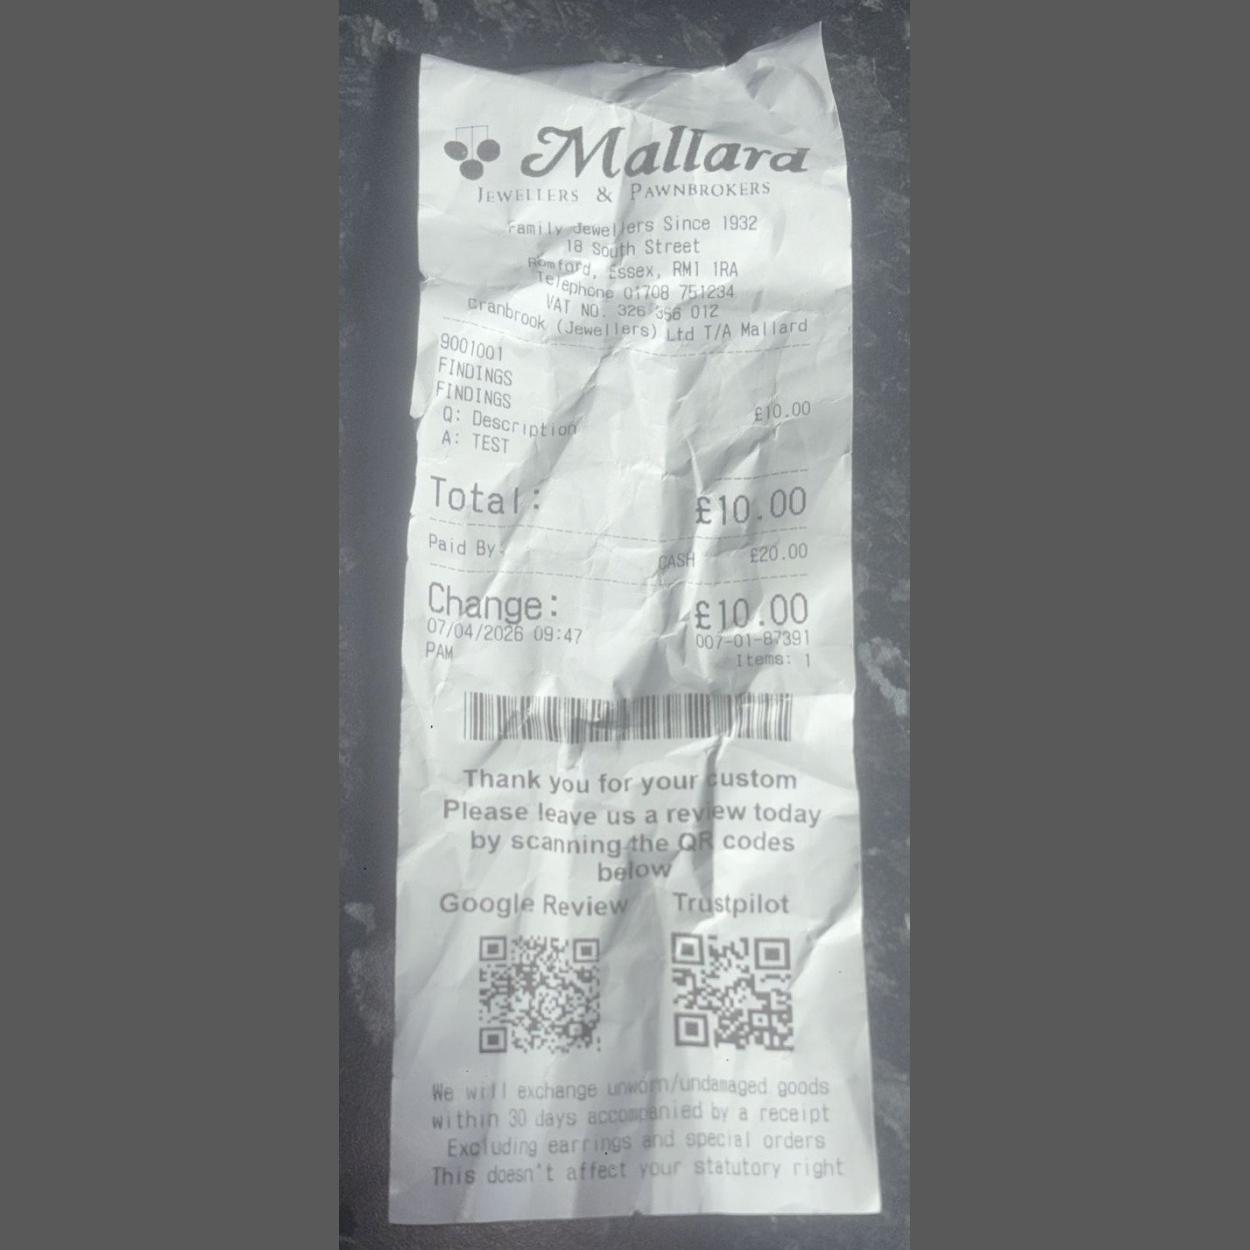 Mallard
JEWELLERS & PAWNBROKERS
Family Jewellers Since 1932
18 South Street
Romford, Essex, RM1 1RA
Telephone 01708 751234
VAT NO. 326 356 012
Cranbrook (Jewellers) Ltd T/A Mallard
9001001
FINDINGS
FINDINGS £10.00
Q: Description
A: TEST
Total: £10.00
Paid By: CASH £20.00
Change: £10.00
07/04/2026 09:47 007-01-87391
PAM Items: 1
Thank you for your custom
Please leave us a review today
by scanning the QR codes
below
Google Review Trustpilot
We will exchange unworn/undamaged goods
within 30 days accompanied by a receipt
Excluding earrings and special orders
This doesn't affect your statutory right